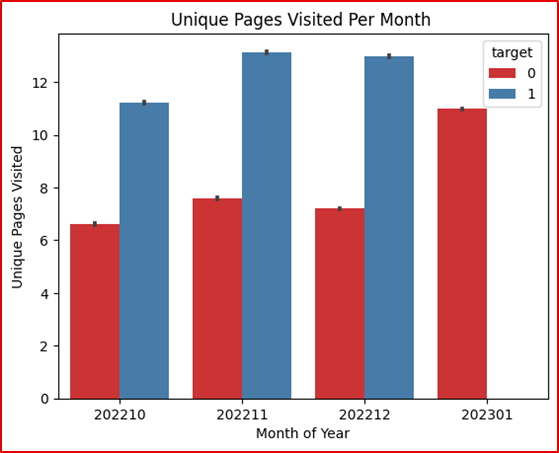 Unique Pages Visited Per Month
target
0
1
Unique Pages Visited
12
10
8
6
4
2
0
202210 202211 202212 202301
Month of Year